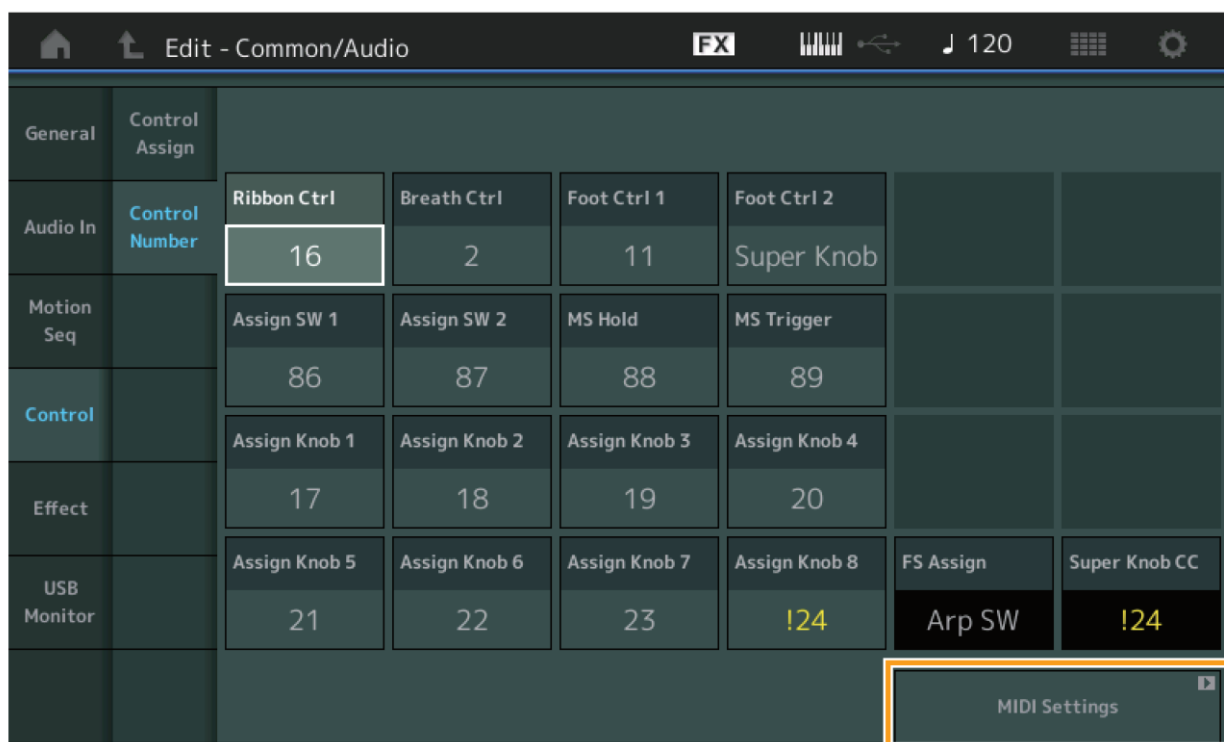 Edit - Common/Audio FX ♩ 120
General
Control
Assign
Audio In
Control
Number
Motion
Seq
Control
Effect
USB
Monitor
Ribbon Ctrl Breath Ctrl Foot Ctrl 1 Foot Ctrl 2
16 2 11 Super Knob
Assign SW 1 Assign SW 2 MS Hold MS Trigger
86 87 88 89
Assign Knob 1 Assign Knob 2 Assign Knob 3 Assign Knob 4
17 18 19 20
Assign Knob 5 Assign Knob 6 Assign Knob 7 Assign Knob 8 FS Assign Super Knob CC
21 22 23 !24 Arp SW !24
MIDI Settings